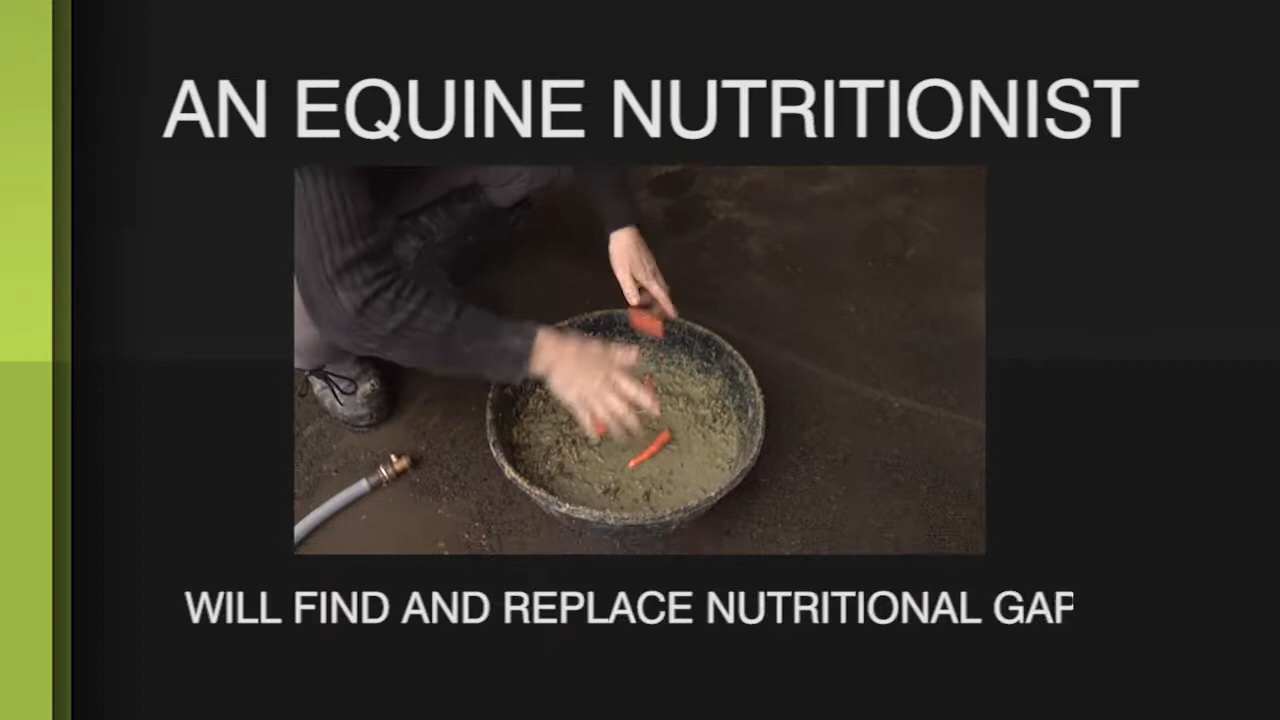 AN EQUINE NUTRITIONIST
WILL FIND AND REPLACE NUTRITIONAL GAP